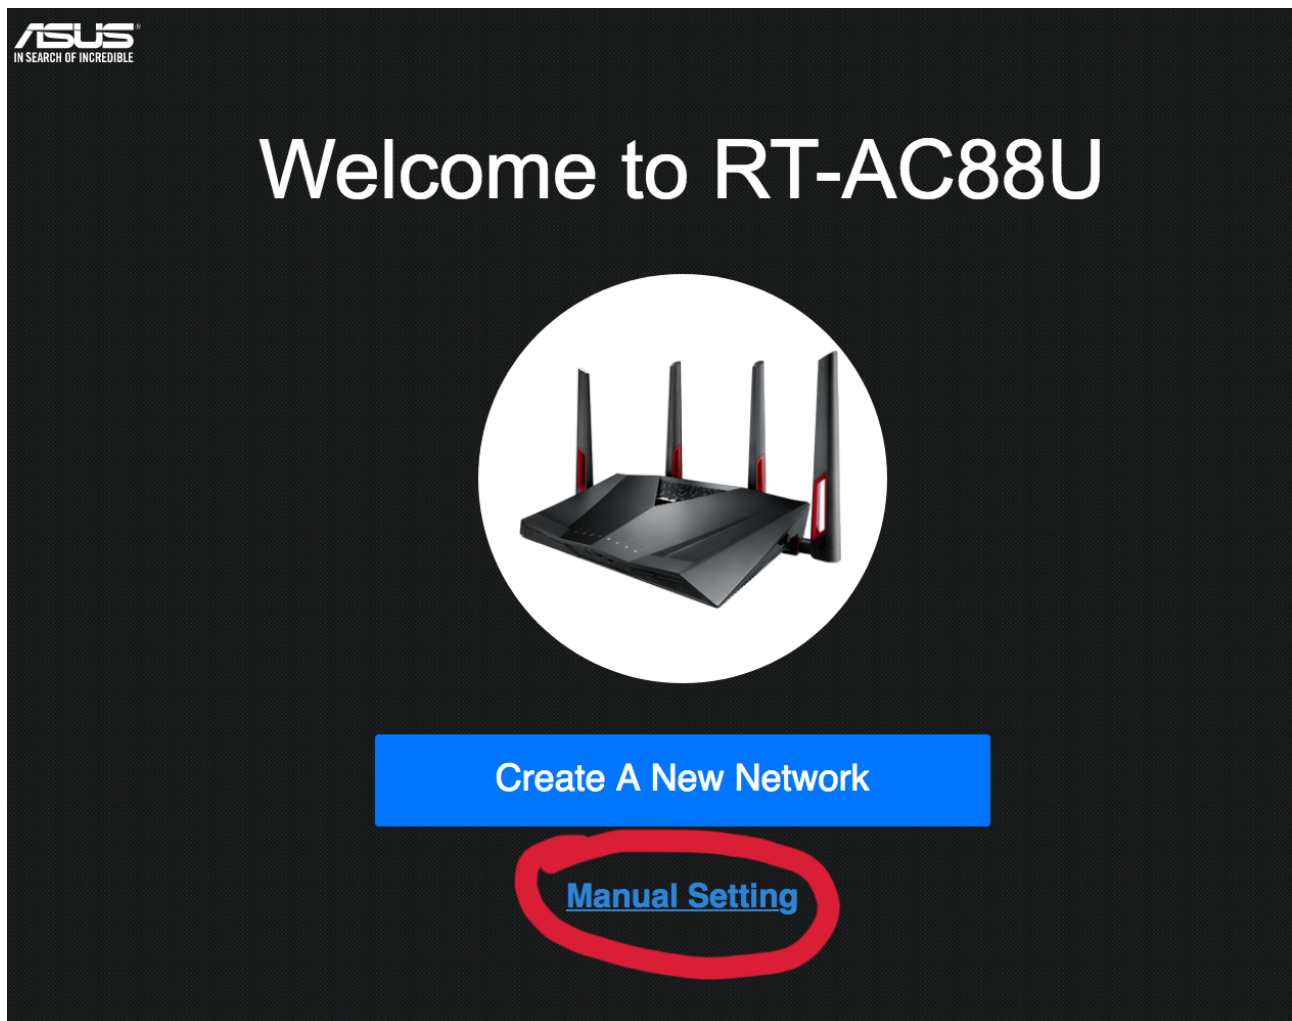 ASUS
IN SEARCH OF INCREDIBLE
Welcome to RT-AC88U
Create A New Network
Manual Setting